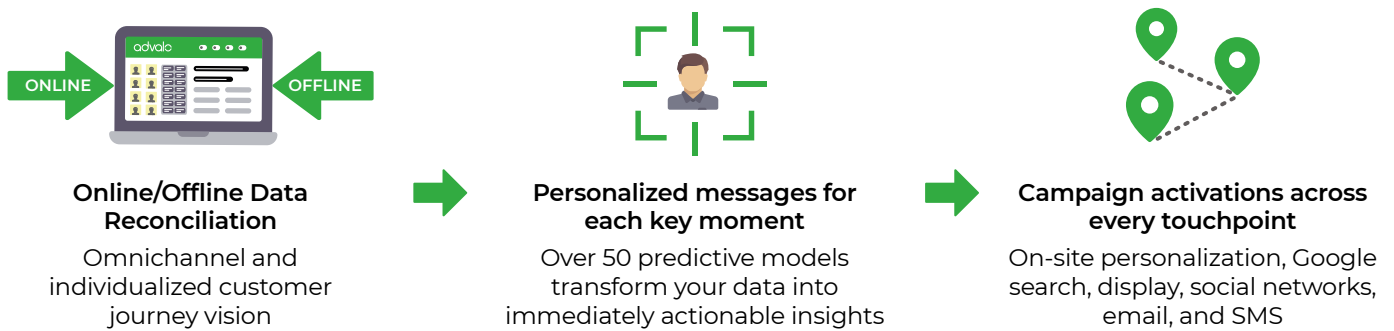 advalo
ONLINE
OFFLINE
Online/Offline Data
Reconciliation
Omnichannel and
individualized customer
journey vision
Personalized messages for
each key moment
Over 50 predictive models
transform your data into
immediately actionable insights
Campaign activations across
every touchpoint
On-site personalization, Google
search, display, social networks,
email, and SMS